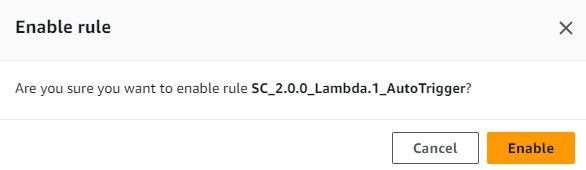 Enable rule
Are you sure you want to enable rule SC_2.0.0_Lambda.1_AutoTrigger?
Cancel
Enable